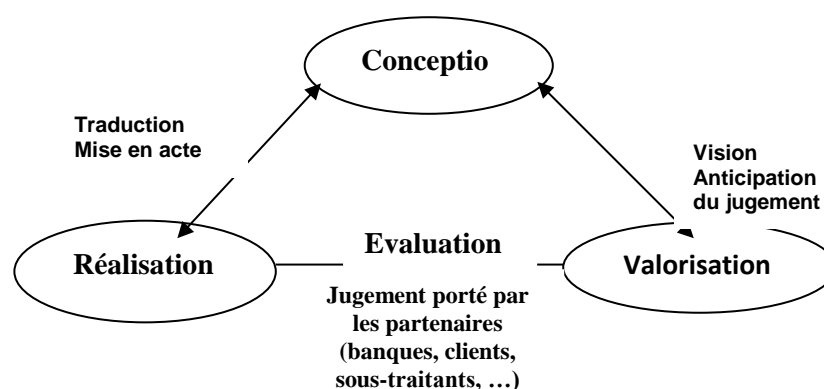 Conceptio
Traduction
Mise en acte
Vision
Anticipation
du jugement
Réalisation
Evaluation
Valorisation
Jugement porté par
les partenaires
(banques, clients,
sous-traitants, …)